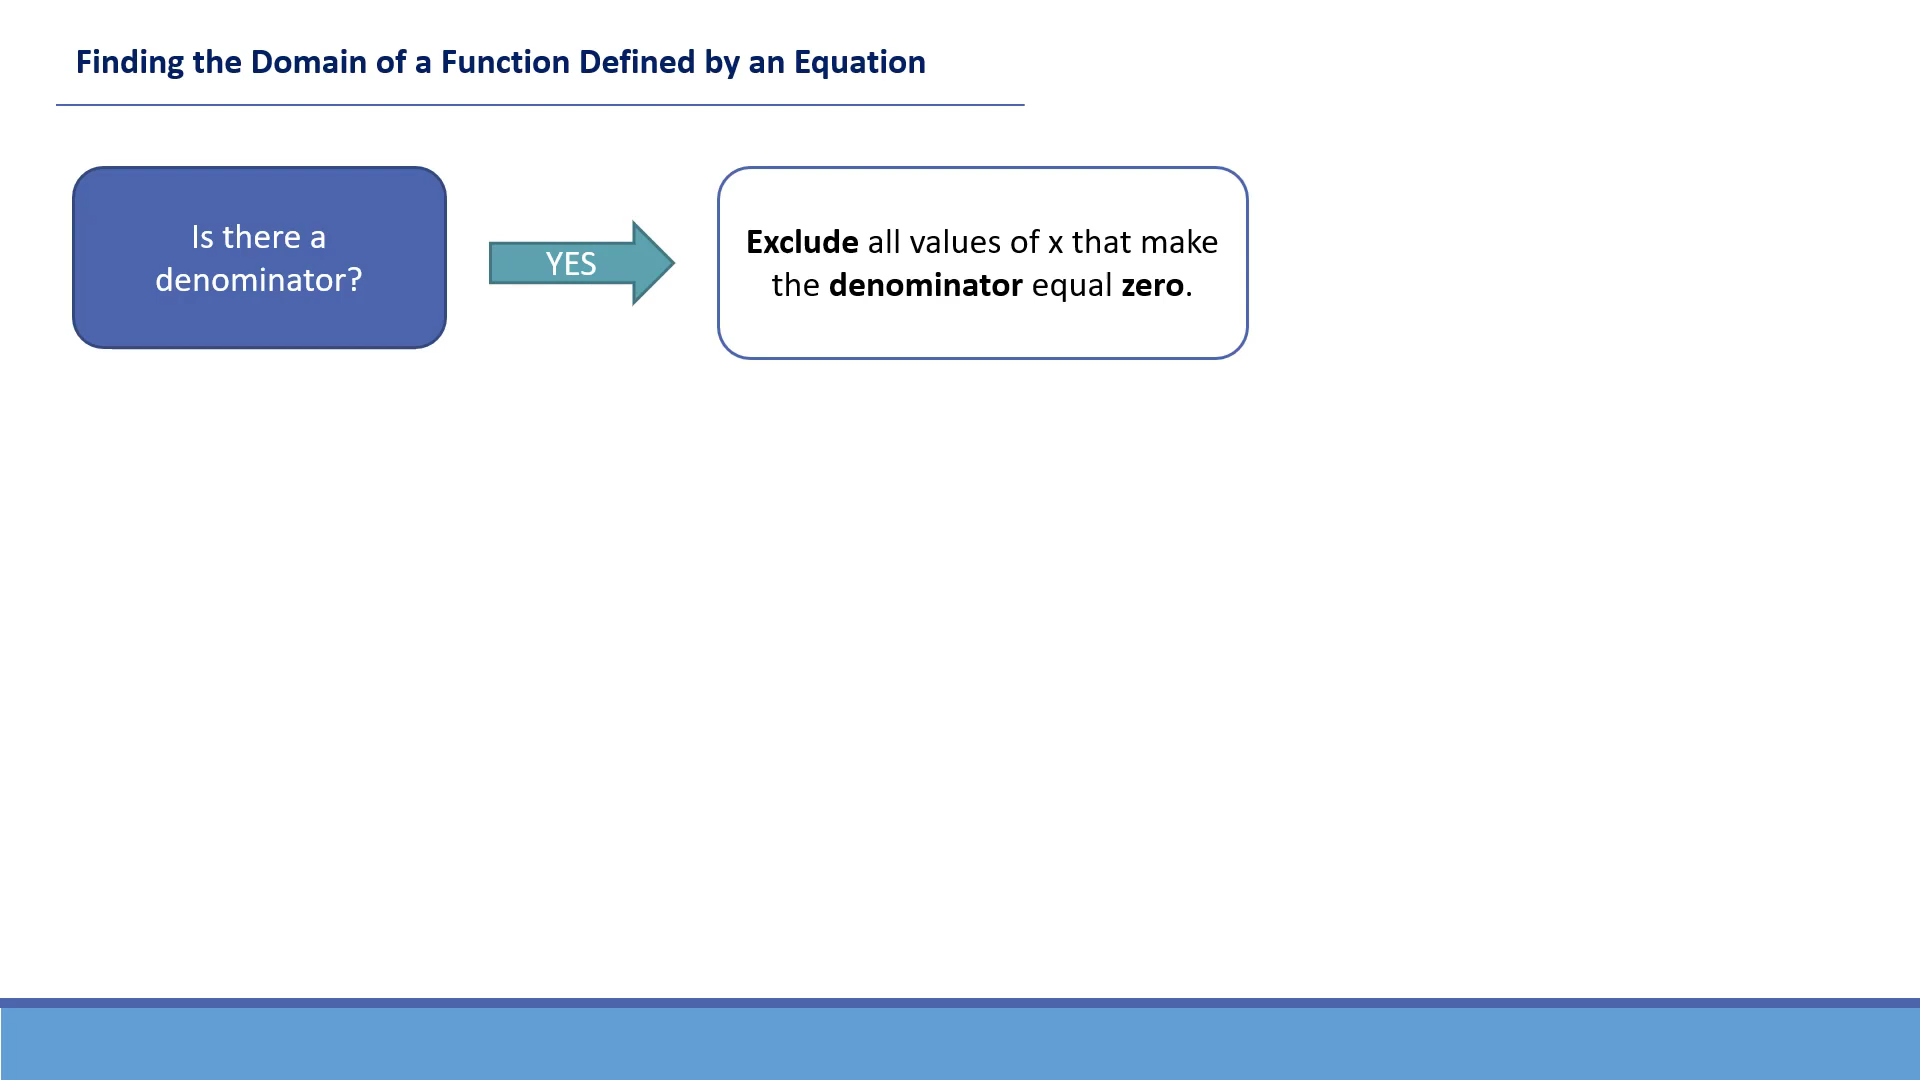 Finding the Domain of a Function Defined by an Equation
Is there a
denominator?
YES
Exclude all values of x that make
the denominator equal zero.